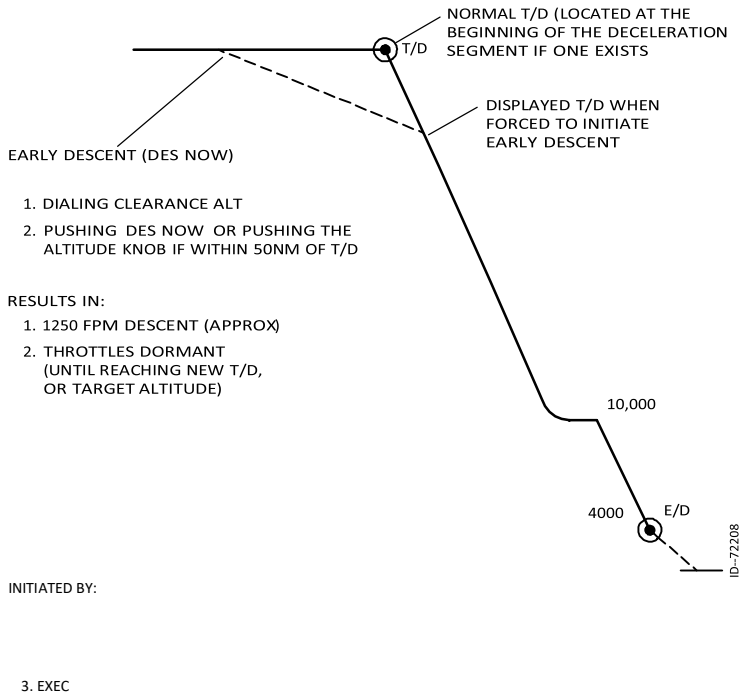 NORMAL T/D (LOCATED AT THE
BEGINNING OF THE DECELERATION
SEGMENT IF ONE EXISTS
T/D
DISPLAYED T/D WHEN
FORCED TO INITIATE
EARLY DESCENT
EARLY DESCENT (DES NOW)
1. DIALING CLEARANCE ALT
2. PUSHING DES NOW OR PUSHING THE
ALTITUDE KNOB IF WITHIN 50NM OF T/D
RESULTS IN:
1. 1250 FPM DESCENT (APPROX)
2. THROTTLES DORMANT
(UNTIL REACHING NEW T/D,
OR TARGET ALTITUDE)
10,000
4000
E/D
ID--72208
INITIATED BY:
3. EXEC